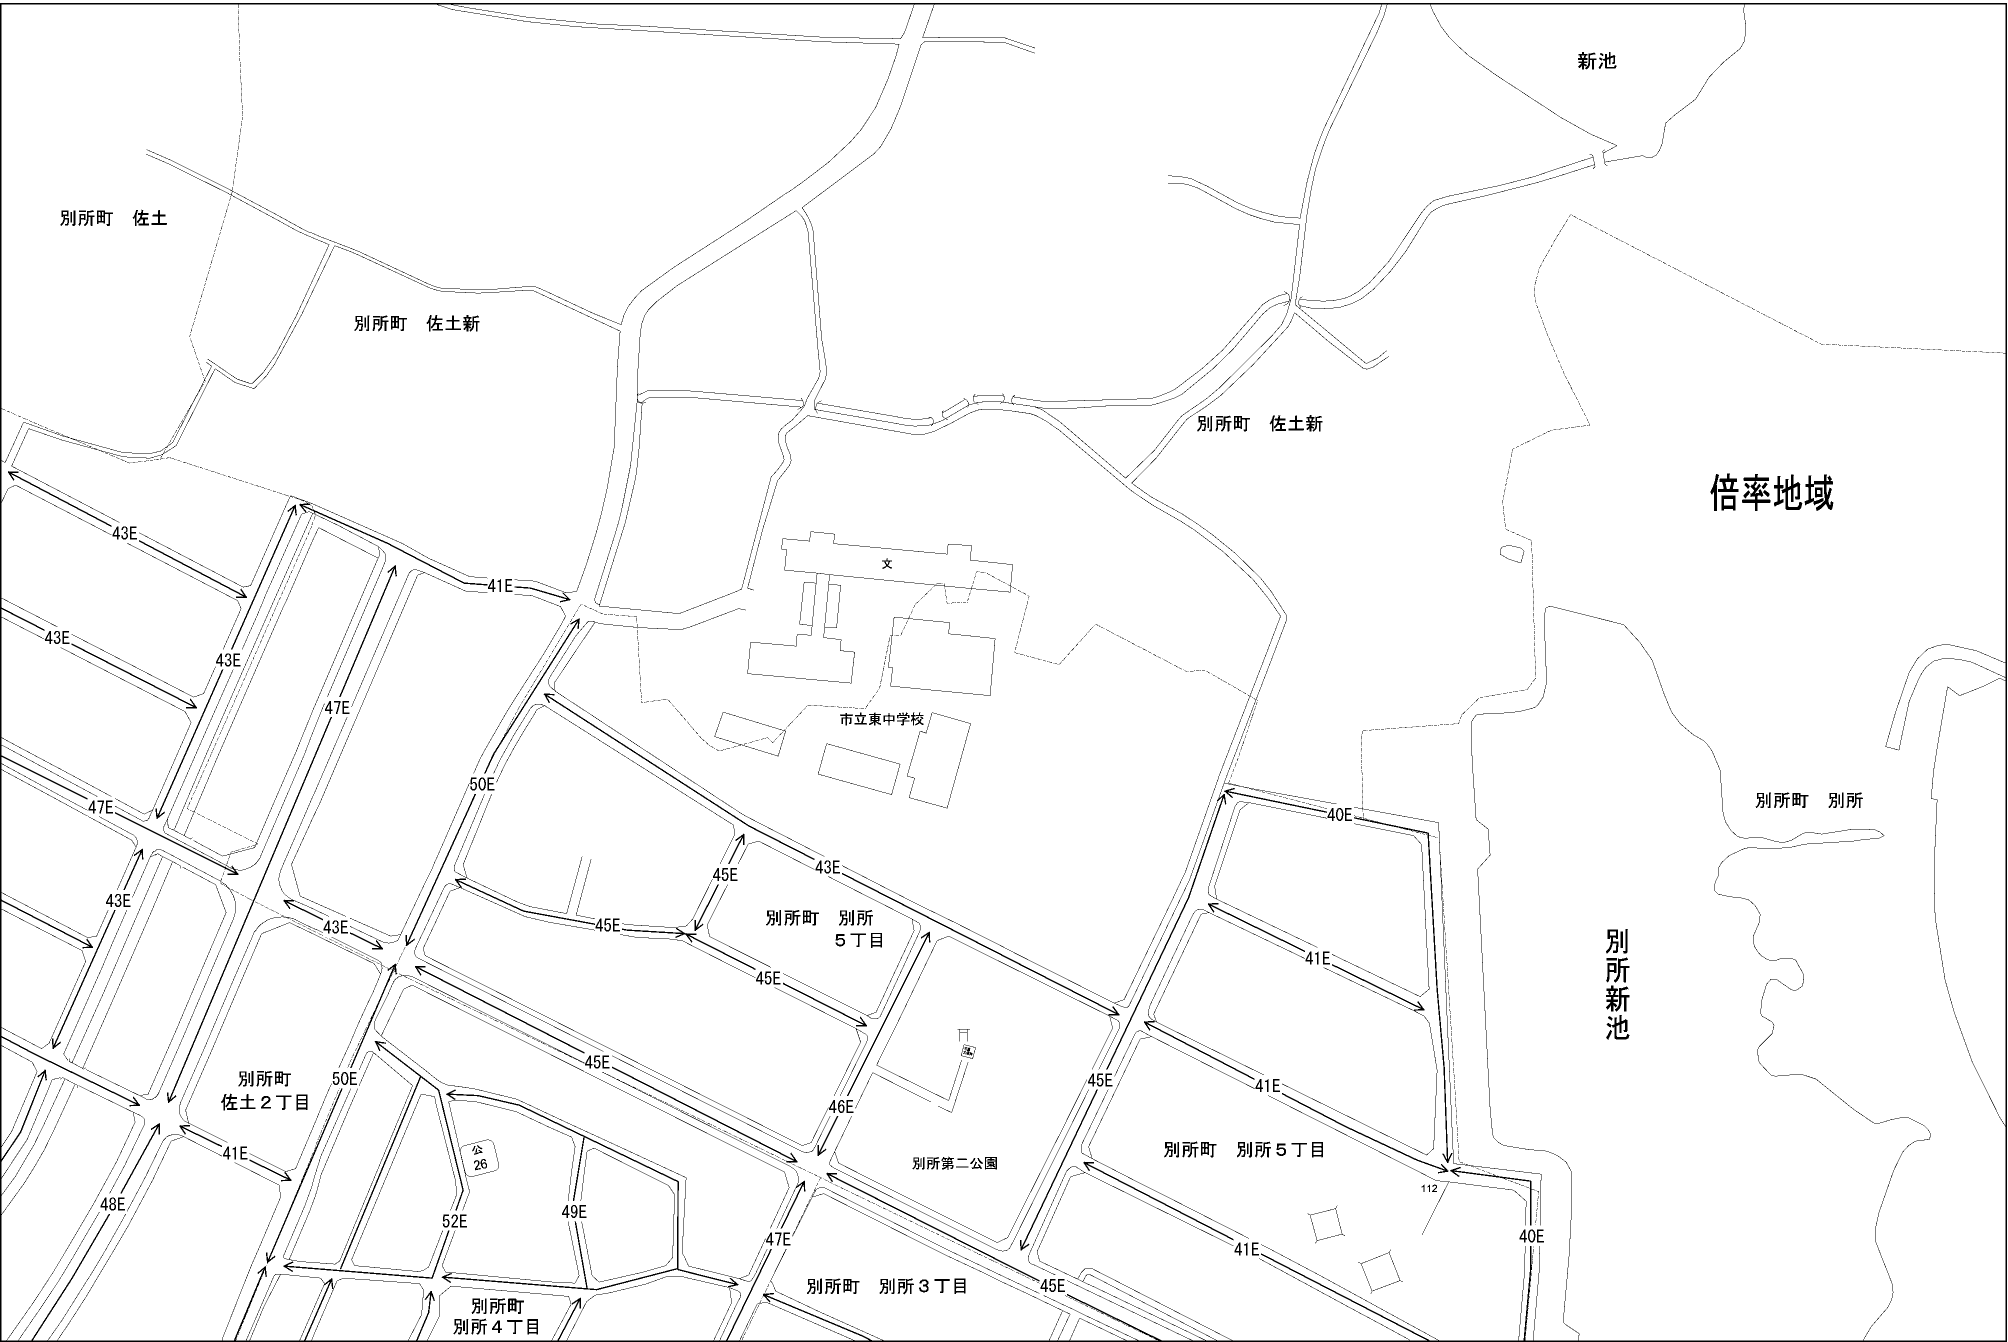 新池
別所町　佐土
別所町　佐土新
別所町　佐土新
倍率地域
43E
文
41E
43E
43E
47E
市立東中学校
50E
別所町　別所
47E
40E
43E
45E
43E
別所町　別所
５丁目
45E
43E
別所新池
41E
45E
45E
別所町
佐土２丁目
50E
45E
41E
46E
公
26
41E
別所第二公園
別所町　別所５丁目
112
48E
52E
49E
47E
41E
40E
45E
別所町　別所３丁目
別所町
別所４丁目